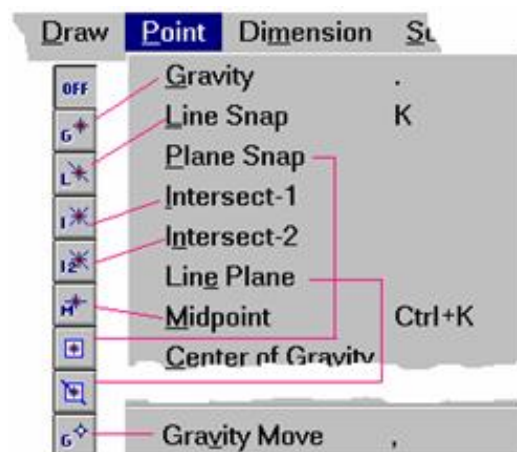 Draw Point Dimension
OFF
Gravity .
G
Line Snap K
L
Plane Snap
Intersect-1
I
Intersect-2
I2
Line Plane
Midpoint Ctrl+K
M
Center of Gravity
Gravity Move ,
G